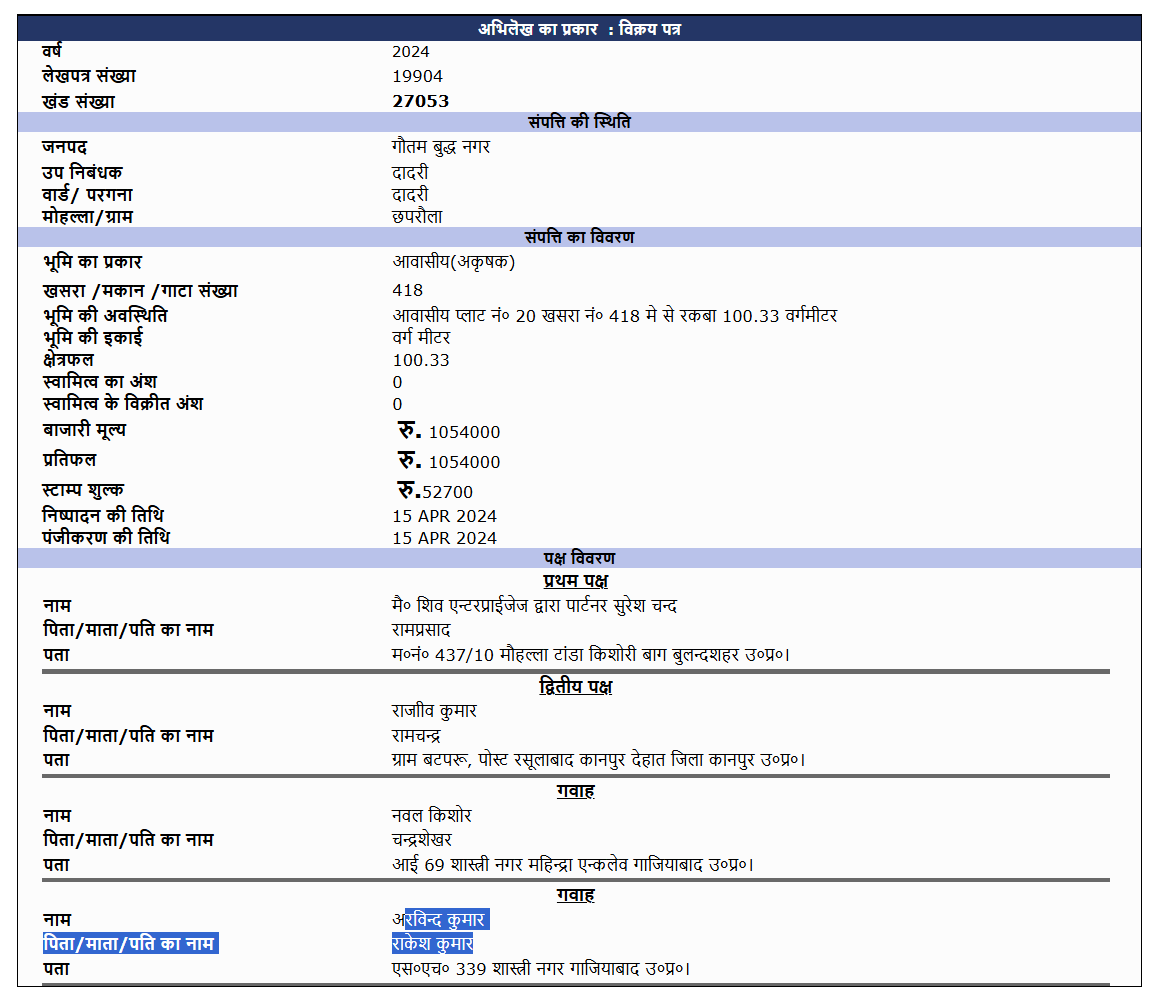 अभिलेख का प्रकार : विक्रय पत्र
वर्ष 2024
लेखपत्र संख्या 19904
खंड संख्या 27053
संपत्ति की स्थिति
जनपद गौतम बुद्ध नगर
उप निबंधक दादरी
वार्ड/ परगना दादरी
मोहल्ला/ग्राम छपरौला
संपत्ति का विवरण
भूमि का प्रकार आवासीय(अकृषक)
खसरा /मकान /गाटा संख्या 418
भूमि की अवस्थिति आवासीय प्लाट नं० 20 खसरा नं० 418 मे से रकबा 100.33 वर्गमीटर
भूमि की इकाई वर्ग मीटर
क्षेत्रफल 100.33
स्वामित्व का अंश 0
स्वामित्व के विक्रीत अंश 0
बाजारी मूल्य रु. 1054000
प्रतिफल रु. 1054000
स्टाम्प शुल्क रु.52700
निष्पादन की तिथि 15 APR 2024
पंजीकरण की तिथि 15 APR 2024
पक्ष विवरण
प्रथम पक्ष
नाम मै० शिव एन्टरप्राईजेज द्वारा पार्टनर सुरेश चन्द
पिता/माता/पति का नाम रामप्रसाद
पता म०नं० 437/10 मौहल्ला टांडा किशोरी बाग बुलन्दशहर उ०प्र०।
द्वितीय पक्ष
नाम राजाीव कुमार
पिता/माता/पति का नाम रामचन्द्र
पता ग्राम बटपरू, पोस्ट रसूलाबाद कानपुर देहात जिला कानपुर उ०प्र०।
गवाह
नाम नवल किशोर
पिता/माता/पति का नाम चन्द्रशेखर
पता आई 69 शास्त्री नगर महिन्द्रा एन्कलेव गाजियाबाद उ०प्र०।
गवाह
नाम अरविन्द कुमार
पिता/माता/पति का नाम राकेश कुमार
पता एस०एच० 339 शास्त्री नगर गाजियाबाद उ०प्र०।